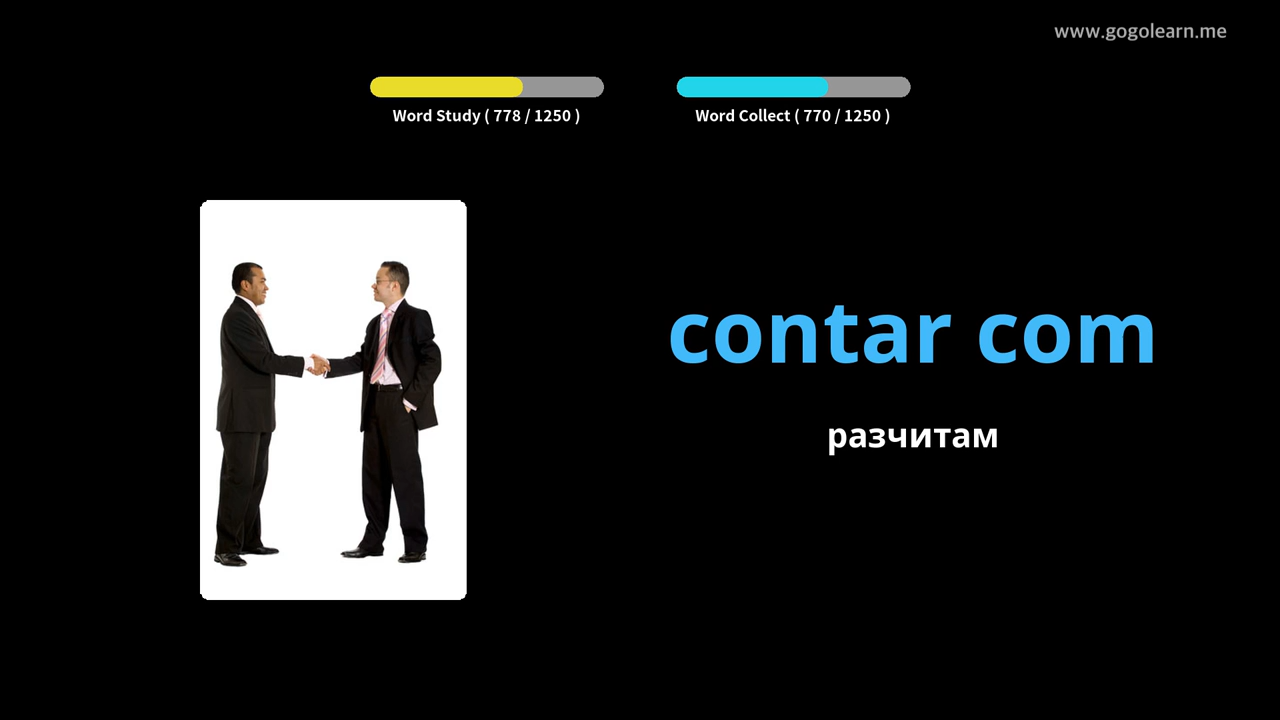 www.gogolearn.me
Word Study ( 778 / 1250 )
Word Collect ( 770 / 1250 )
contar com
разчитам